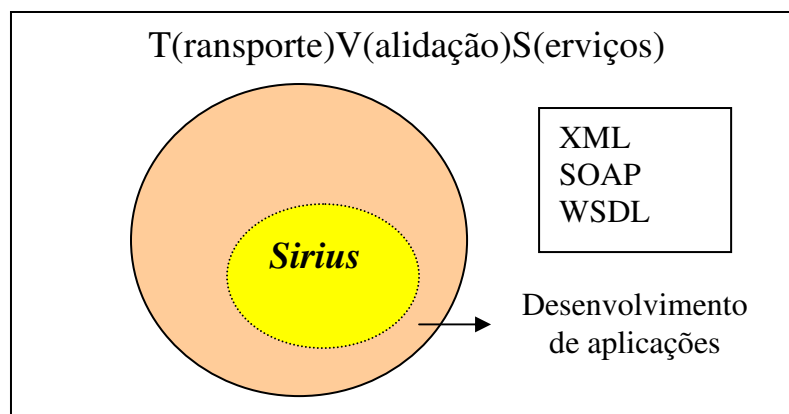 T(ransporte)V(alidação)S(erviços)
XML
SOAP
WSDL
Sirius
Desenvolvimento
de aplicações